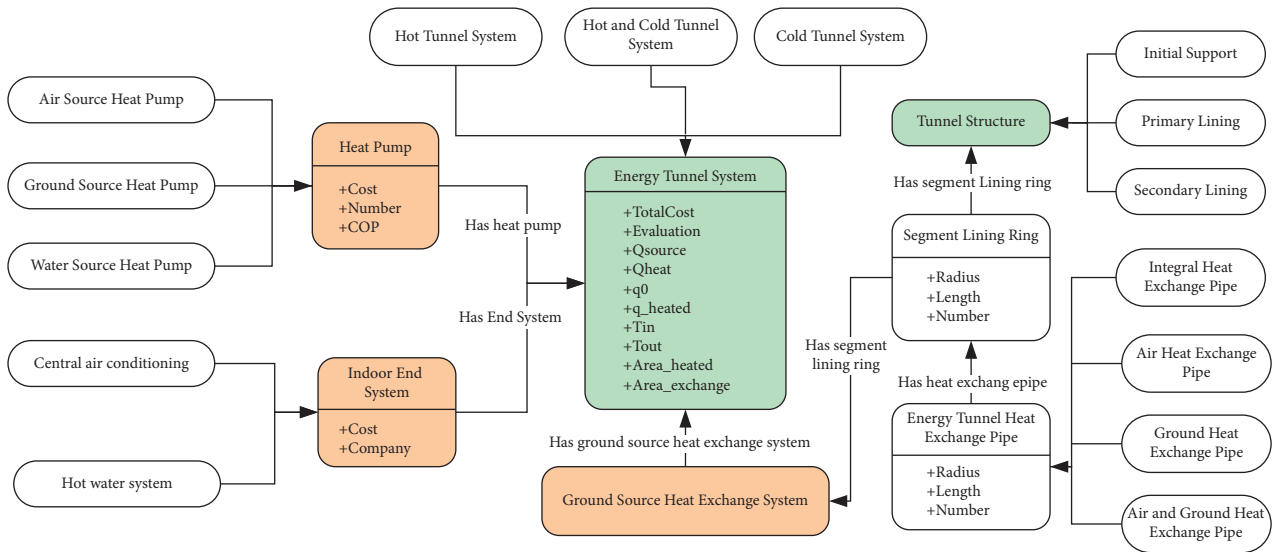 Hot Tunnel System
Hot and Cold Tunnel
System
Cold Tunnel System
Air Source Heat Pump
Ground Source Heat Pump
Water Source Heat Pump
Heat Pump
+Cost
+Number
+COP
Has heat pump
Central air conditioning
Hot water system
Indoor End
System
+Cost
+Company
Has End System
Energy Tunnel System
+TotalCost
+Evaluation
+Qsource
+Qheat
+q0
+q_heated
+Tin
+Tout
+Area_heated
+Area_exchange
Has ground source heat exchange system
Ground Source Heat Exchange System
Has segment
lining ring
Tunnel Structure
Initial Support
Primary Lining
Secondary Lining
Has segment Lining ring
Segment Lining Ring
+Radius
+Length
+Number
Has heat exchang epipe
Energy Tunnel Heat
Exchange Pipe
+Radius
+Length
+Number
Integral Heat
Exchange Pipe
Air Heat Exchange
Pipe
Ground Heat
Exchange Pipe
Air and Ground Heat
Exchange Pipe